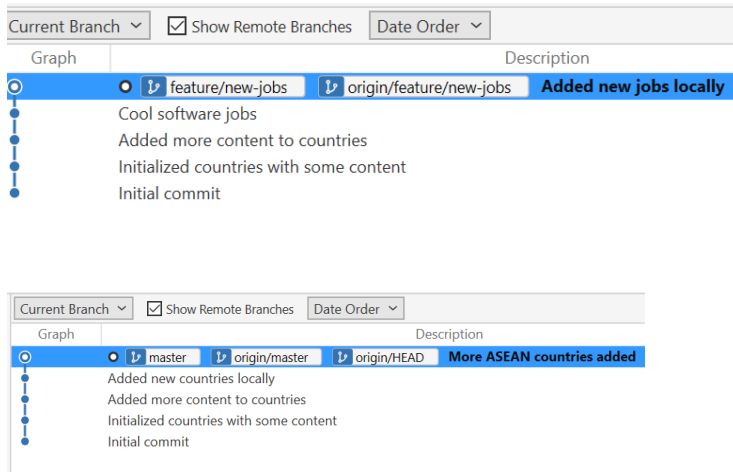 Current Branch Show Remote Branches Date Order
Graph Description
feature/new-jobs origin/feature/new-jobs Added new jobs locally
Cool software jobs
Added more content to countries
Initialized countries with some content
Initial commit
Current Branch Show Remote Branches Date Order
Graph Description
master origin/master origin/HEAD More ASEAN countries added
Added new countries locally
Added more content to countries
Initialized countries with some content
Initial commit